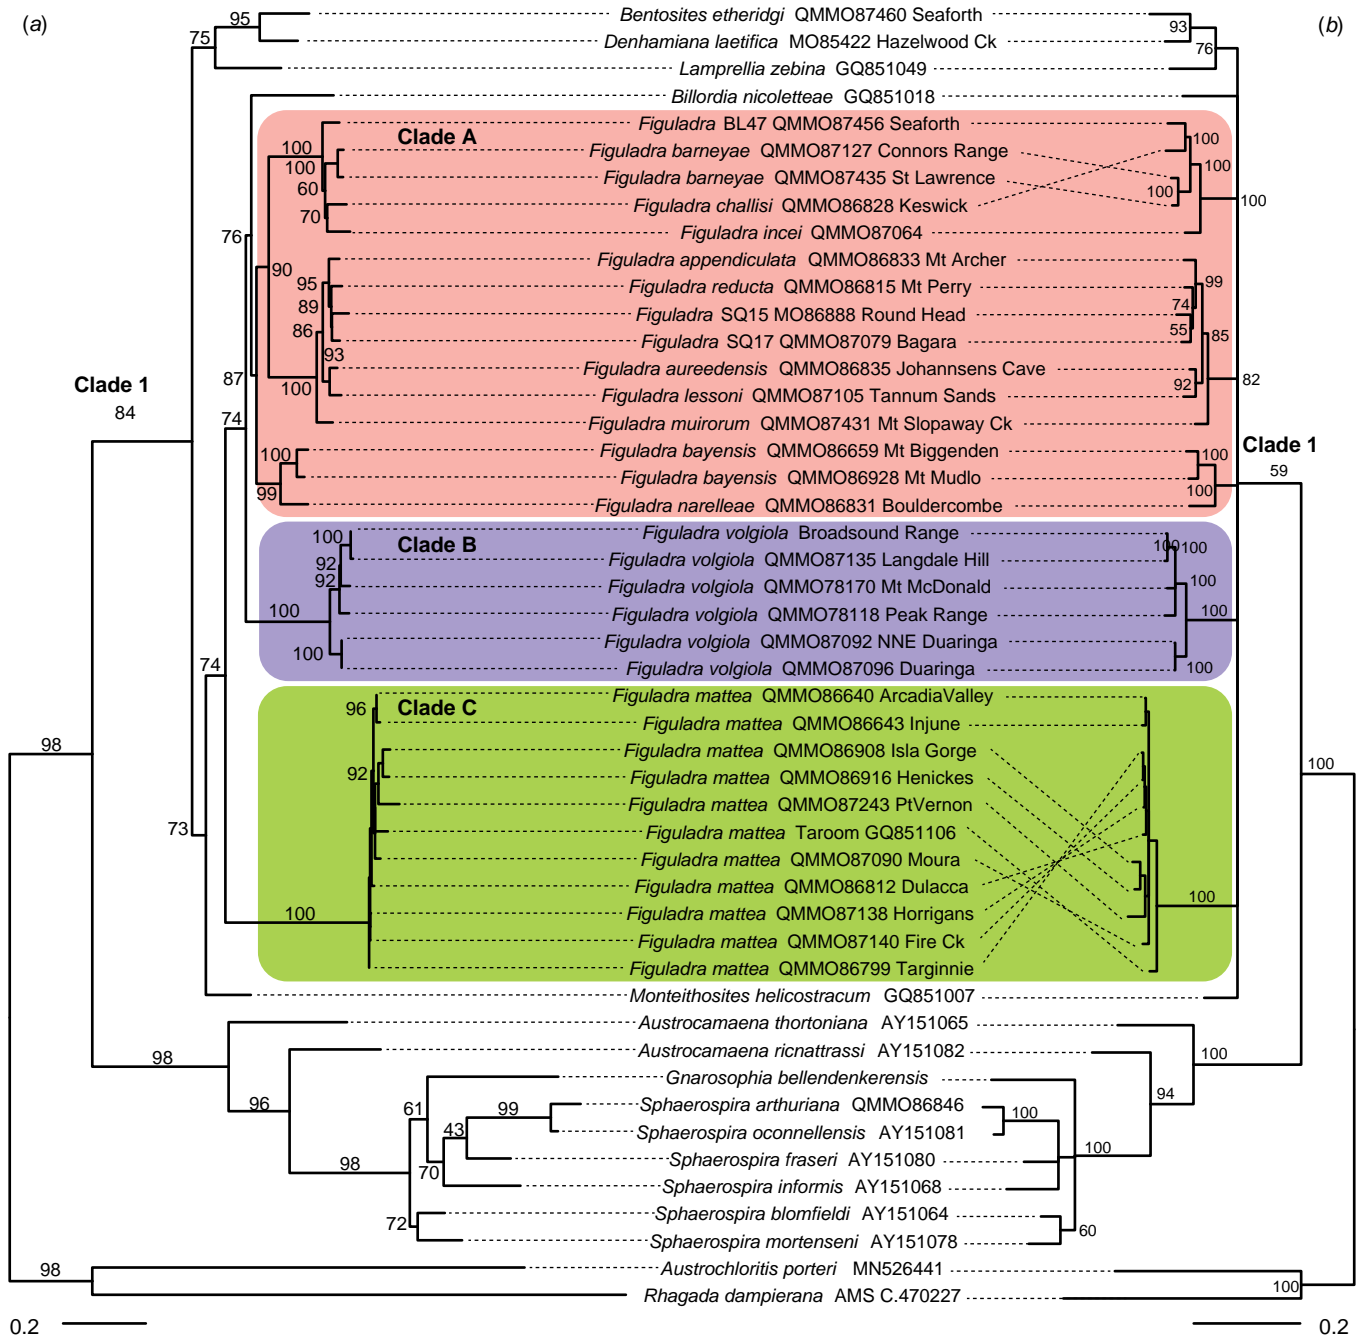 (a)
(b)
Bentosites etheridgi QMMO87460 Seaforth
Denhamiana laetifica MO85422 Hazelwood Ck
Lamprellia zebina GQ851049
Billordia nicoletteae GQ851018
Clade A
Figuladra BL47 QMMO87456 Seaforth
Figuladra barneyae QMMO87127 Connors Range
Figuladra barneyae QMMO87435 St Lawrence
Figuladra challisi QMMO86828 Keswick
Figuladra incei QMMO87064
Figuladra appendiculata QMMO86833 Mt Archer
Figuladra reducta QMMO86815 Mt Perry
Figuladra SQ15 MO86888 Round Head
Figuladra SQ17 QMMO87079 Bagara
Figuladra aureedensis QMMO86835 Johannsens Cave
Figuladra lessoni QMMO87105 Tannum Sands
Figuladra muirorum QMMO87431 Mt Slopaway Ck
Figuladra bayensis QMMO86659 Mt Biggenden
Figuladra bayensis QMMO86928 Mt Mudlo
Figuladra narelleae QMMO86831 Bouldercombe
Clade B
Figuladra volgiola Broadsound Range
Figuladra volgiola QMMO87135 Langdale Hill
Figuladra volgiola QMMO78170 Mt McDonald
Figuladra volgiola QMMO78118 Peak Range
Figuladra volgiola QMMO87092 NNE Duaringa
Figuladra volgiola QMMO87096 Duaringa
Clade C
Figuladra mattea QMMO86640 ArcadiaValley
Figuladra mattea QMMO86643 Injune
Figuladra mattea QMMO86908 Isla Gorge
Figuladra mattea QMMO86916 Henickes
Figuladra mattea QMMO87243 PtVernon
Figuladra mattea Taroom GQ851106
Figuladra mattea QMMO87090 Moura
Figuladra mattea QMMO86812 Dulacca
Figuladra mattea QMMO87138 Horrigans
Figuladra mattea QMMO87140 Fire Ck
Figuladra mattea QMMO86799 Targinnie
Monteithosites helicostracum GQ851007
Austrocamaena thortoniana AY151065
Austrocamaena ricnattrassi AY151082
Gnarosophia bellendenkerensis
Sphaerospira arthuriana QMMO86846
Sphaerospira oconnellensis AY151081
Sphaerospira fraseri AY151080
Sphaerospira informis AY151068
Sphaerospira blomfieldi AY151064
Sphaerospira mortenseni AY151078
Austrochloritis porteri MN526441
Rhagada dampierana AMS C.470227
95
75
100
100
60
70
76
90
95
89
86
93
100
87
Clade 1
84
74
100
99
100
92
92
100
100
74
96
92
100
98
73
98
96
61
99
43
98
70
72
98
0.2
93
76
100
100
100
100
99
74
55
85
92
82
Clade 1
59
100
100
100
100
100
100
100
100
100
100
94
100
100
60
100
0.2